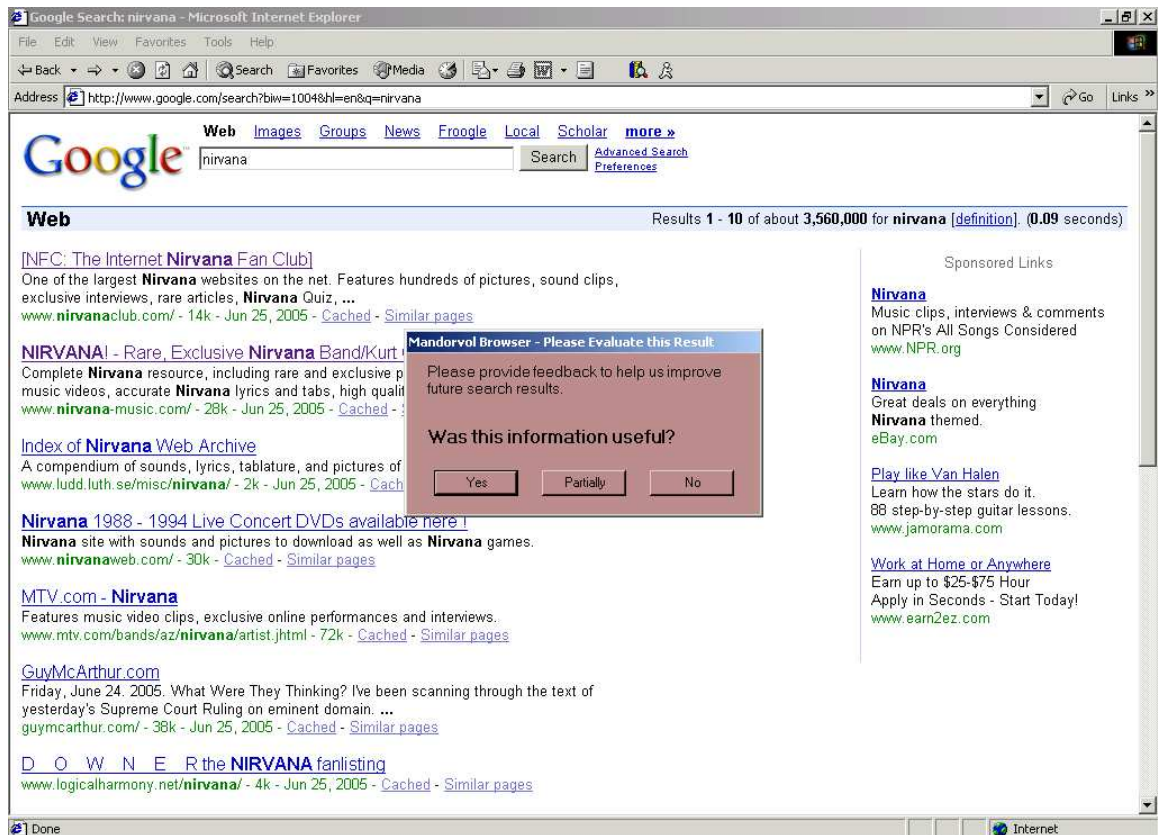 Google Search: nirvana - Microsoft Internet Explorer
File Edit View Favorites Tools Help
Back Search Favorites Media
Address http://www.google.com/search?biw=1004&hl=en&q=nirvana Go Links »
Web Images Groups News Froogle Local Scholar more »
Google nirvana Search Advanced Search
Preferences
Web Results 1 - 10 of about 3,560,000 for nirvana [definition]. (0.09 seconds)
[NFC: The Internet Nirvana Fan Club]
One of the largest Nirvana websites on the net. Features hundreds of pictures, sound clips,
exclusive interviews, rare articles, Nirvana Quiz, ...
www.nirvanaclub.com/ - 14k - Jun 25, 2005 - Cached - Similar pages
NIRVANA! - Rare, Exclusive Nirvana Band/Kurt
Complete Nirvana resource, including rare and exclusive p
music videos, accurate Nirvana lyrics and tabs, high qualit
www.nirvana-music.com/ - 28k - Jun 25, 2005 - Cached -
Index of Nirvana Web Archive
A compendium of sounds, lyrics, tablature, and pictures of
www.ludd.luth.se/misc/nirvana/ - 2k - Jun 25, 2005 - Cach
Nirvana 1988 - 1994 Live Concert DVDs available here !
Nirvana site with sounds and pictures to download as well as Nirvana games.
www.nirvanaweb.com/ - 30k - Cached - Similar pages
MTV.com - Nirvana
Features music video clips, exclusive online performances and interviews.
www.mtv.com/bands/az/nirvana/artist.jhtml - 72k - Cached - Similar pages
GuyMcArthur.com
Friday, June 24. 2005. What Were They Thinking? I've been scanning through the text of
yesterday's Supreme Court Ruling on eminent domain. ...
guymcarthur.com/ - 38k - Jun 25, 2005 - Cached - Similar pages
D O W N E R the NIRVANA fanlisting
www.logicalharmony.net/nirvana/ - 4k - Jun 25, 2005 - Cached - Similar pages
Mandorvol Browser - Please Evaluate this Result
Please provide feedback to help us improve
future search results.
Was this information useful?
Yes Partially No
Sponsored Links
Nirvana
Music clips, interviews & comments
on NPR's All Songs Considered
www.NPR.org
Nirvana
Great deals on everything
Nirvana themed.
eBay.com
Play like Van Halen
Learn how the stars do it.
88 step-by-step guitar lessons.
www.jamorama.com
Work at Home or Anywhere
Earn up to $25-$75 Hour
Apply in Seconds - Start Today!
www.earn2ez.com
Done Internet